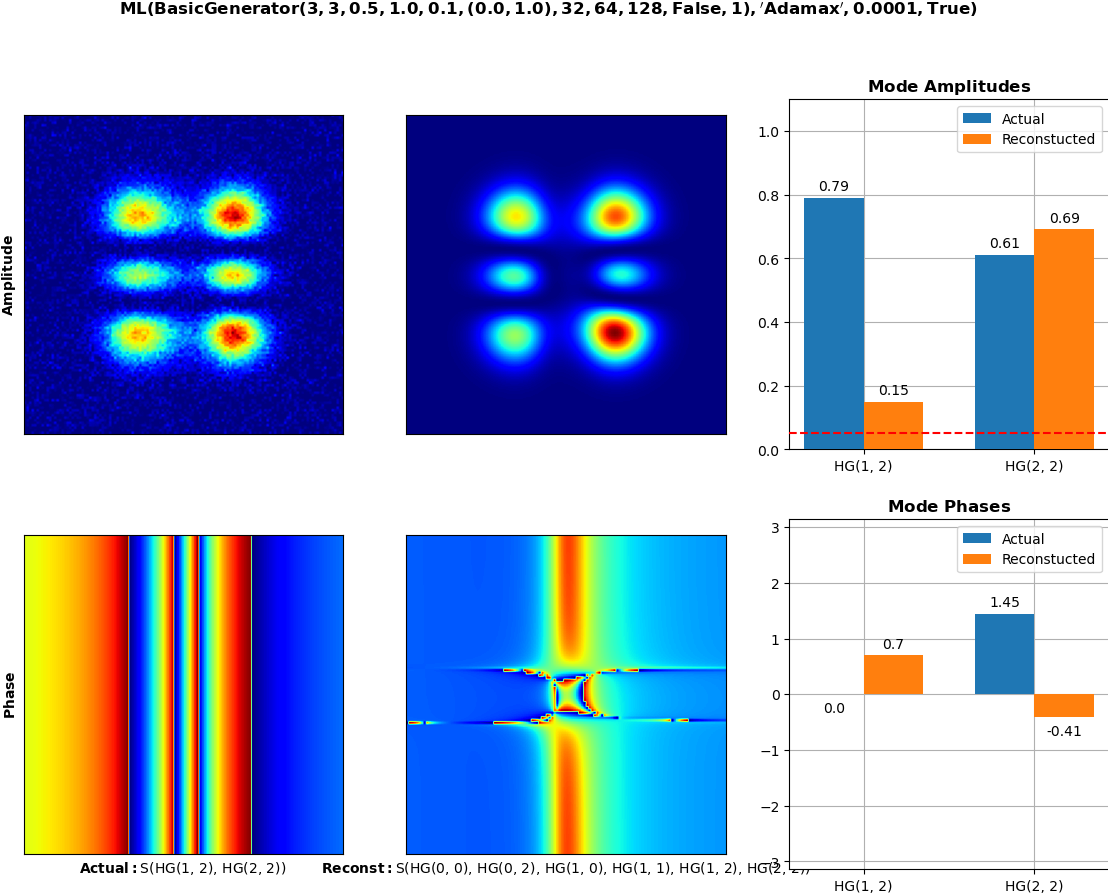 ML(BasicGenerator(3, 3, 0.5, 1.0, 0.1, (0.0, 1.0), 32, 64, 128, False, 1), 'Adamax', 0.0001, True)
Amplitude
Mode Amplitudes
Actual
Reconstucted
1.0
0.8
0.6
0.4
0.2
0.0
0.79
0.15
0.61
0.69
HG(1, 2)
HG(2, 2)
Phase
Actual: S(HG(1, 2), HG(2, 2))
Reconst: S(HG(0, 0), HG(0, 2), HG(1, 0), HG(1, 1), HG(1, 2), HG(2, 2))
Mode Phases
Actual
Reconstucted
3
2
1
0
−1
−2
−3
0.0
0.7
1.45
-0.41
HG(1, 2)
HG(2, 2)